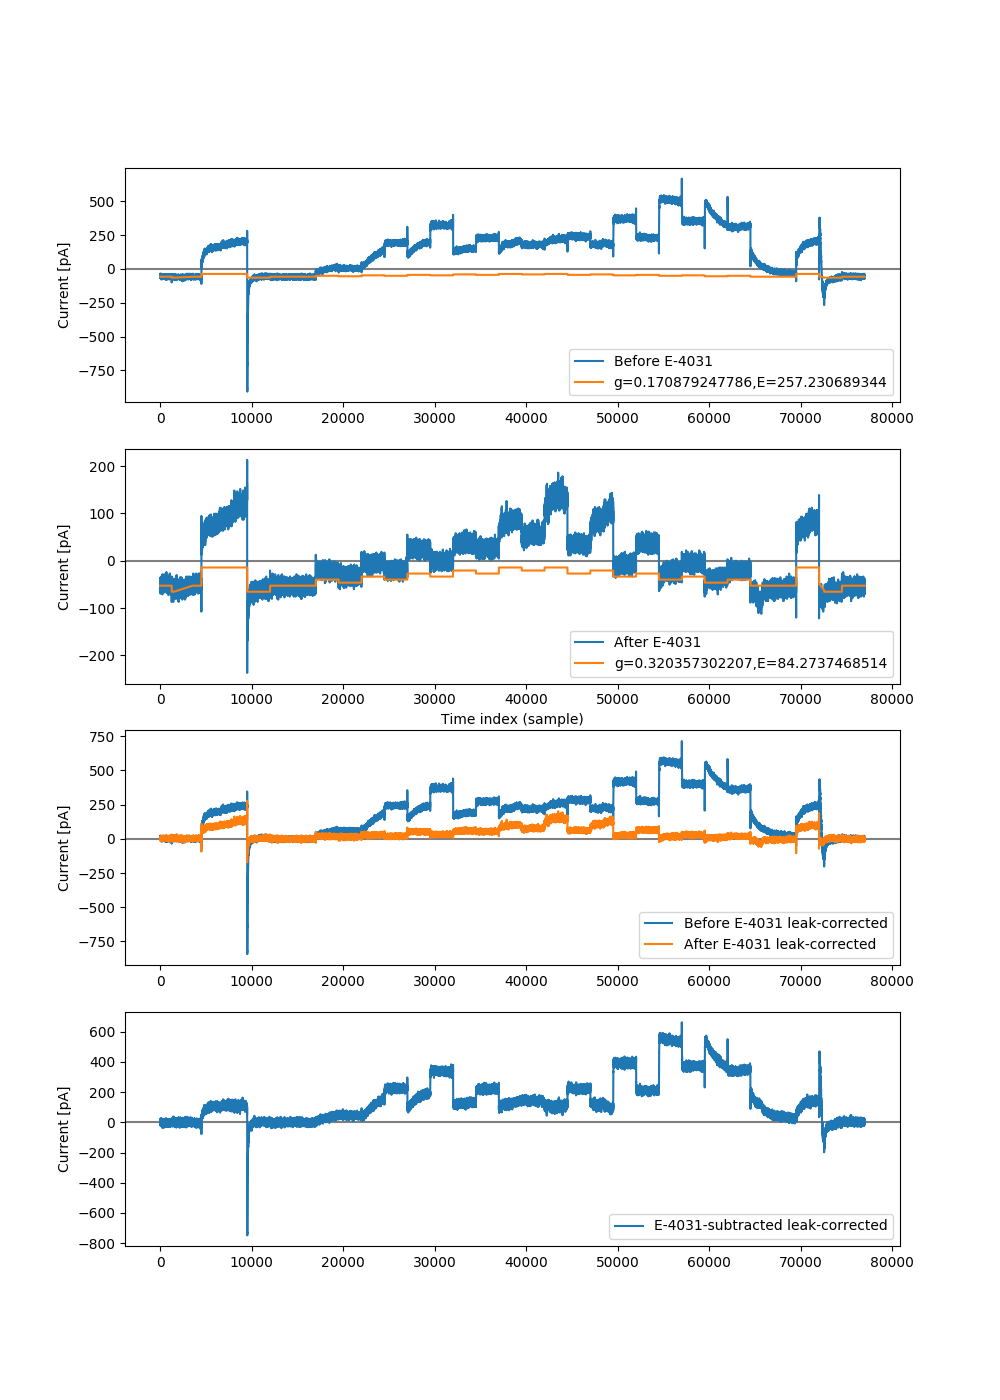 500
250
0
−250
−500
−750
Current [pA]
Before E-4031
g=0.170879247786,E=257.230689344
0 10000 20000 30000 40000 50000 60000 70000 80000
200
100
0
−100
−200
Current [pA]
After E-4031
g=0.320357302207,E=84.2737468514
0 10000 20000 30000 40000 50000 60000 70000 80000
Time index (sample)
750
500
250
0
−250
−500
−750
Current [pA]
Before E-4031 leak-corrected
After E-4031 leak-corrected
0 10000 20000 30000 40000 50000 60000 70000 80000
600
400
200
0
−200
−400
−600
−800
Current [pA]
E-4031-subtracted leak-corrected
0 10000 20000 30000 40000 50000 60000 70000 80000